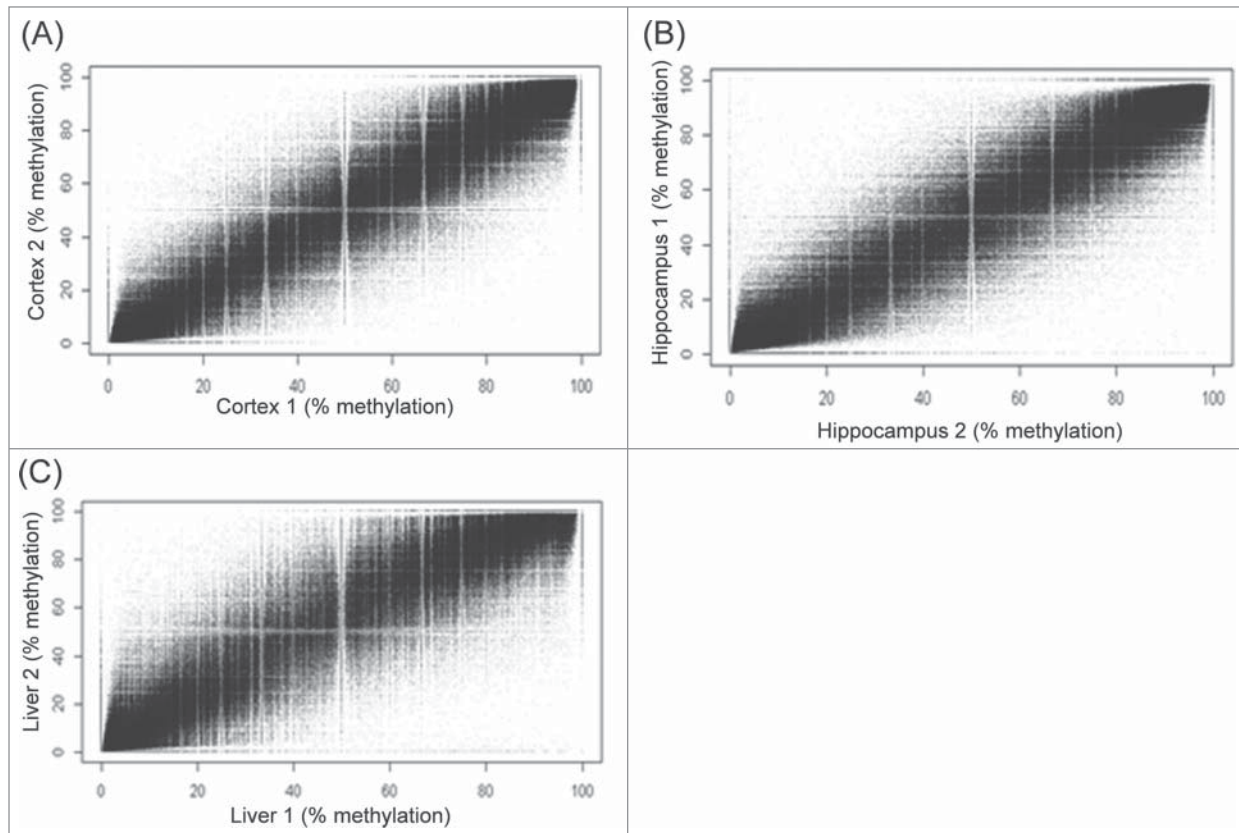 (A)
Cortex 2 (% methylation)
100
80
60
40
20
0
0 20 40 60 80 100
Cortex 1 (% methylation)
(B)
Hippocampus 1 (% methylation)
100
80
60
40
20
0
0 20 40 60 80 100
Hippocampus 2 (% methylation)
(C)
Liver 2 (% methylation)
100
80
60
40
20
0
0 20 40 60 80 100
Liver 1 (% methylation)